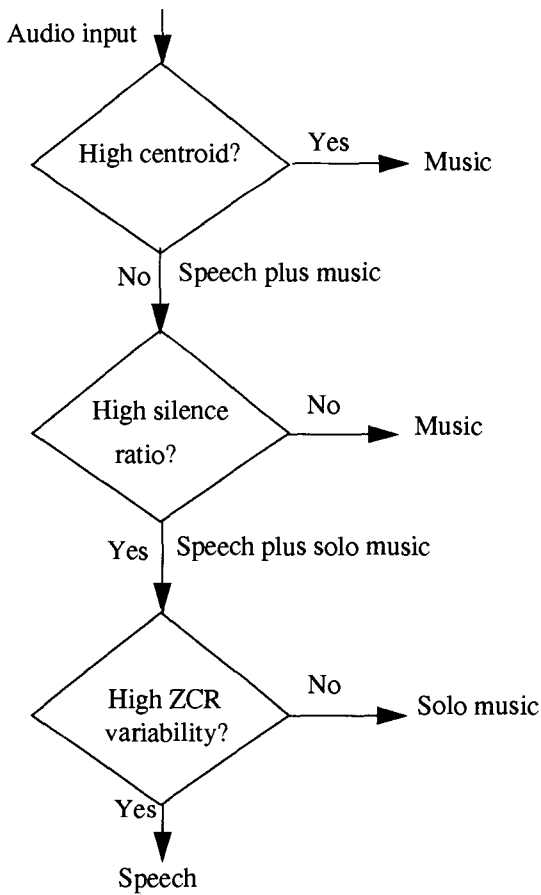 Audio input
High centroid?
Yes
Music
No
Speech plus music
High silence
ratio?
No
Music
Yes
Speech plus solo music
High ZCR
variability?
No
Solo music
Yes
Speech